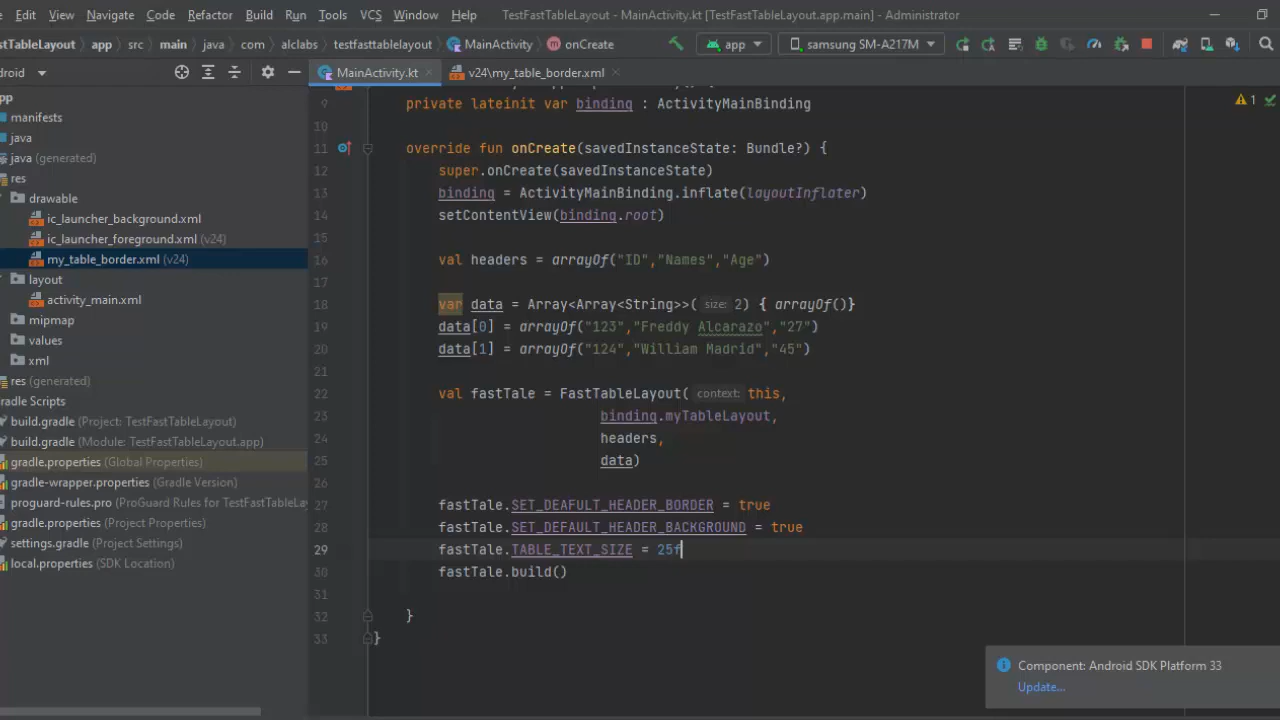 Edit View Navigate Code Refactor Build Run Tools VCS Window Help TestFastTableLayout - MainActivity.kt [TestFastTableLayout.app.main] - Administrator
stTableLayout app src main java com alclabs testfasttablelayout MainActivity onCreate app samsung SM-A217M
droid MainActivity.kt v24\my_table_border.xml
pp
manifests
java
java (generated)
res
drawable
ic_launcher_background.xml
ic_launcher_foreground.xml (v24)
my_table_border.xml (v24)
layout
activity_main.xml
mipmap
values
xml
res (generated)
radle Scripts
build.gradle (Project: TestFastTableLayout)
build.gradle (Module: TestFastTableLayout.app)
gradle.properties (Global Properties)
gradle-wrapper.properties (Gradle Version)
proguard-rules.pro (ProGuard Rules for TestFastTableLay
gradle.properties (Project Properties)
settings.gradle (Project Settings)
local.properties (SDK Location)
9 private lateinit var binding : ActivityMainBinding
10
11 override fun onCreate(savedInstanceState: Bundle?) {
12 super.onCreate(savedInstanceState)
13 binding = ActivityMainBinding.inflate(layoutInflater)
14 setContentView(binding.root)
15
16 val headers = arrayOf("ID","Names","Age")
17
18 var data = Array<Array<String>>( size: 2) { arrayOf()}
19 data[0] = arrayOf("123","Freddy Alcarazo","27")
20 data[1] = arrayOf("124","William Madrid","45")
21
22 val fastTale = FastTableLayout( context: this,
23 binding.myTableLayout,
24 headers,
25 data)
26
27 fastTale.SET_DEAFULT_HEADER_BORDER = true
28 fastTale.SET_DEFAULT_HEADER_BACKGROUND = true
29 fastTale.TABLE_TEXT_SIZE = 25f
30 fastTale.build()
31
32 }
33 }
1
Component: Android SDK Platform 33
Update...